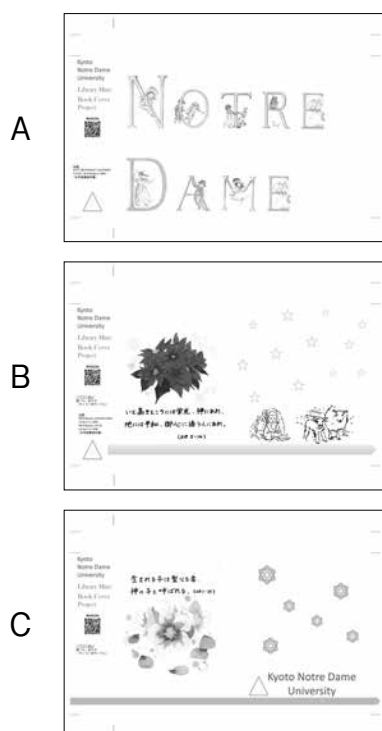 A
Kyoto
Notre Dame
University
Library Mini
Book Cover
Project
NOTRE
DAME
B
Kyoto
Notre Dame
University
Library Mini
Book Cover
Project
いと高きところには栄光、神にあれ、
地には平和、御心に適う人にあれ。
C
Kyoto
Notre Dame
University
Library Mini
Book Cover
Project
生まれる子は聖なる者、
神の子と呼ばれる。
Kyoto Notre Dame
University